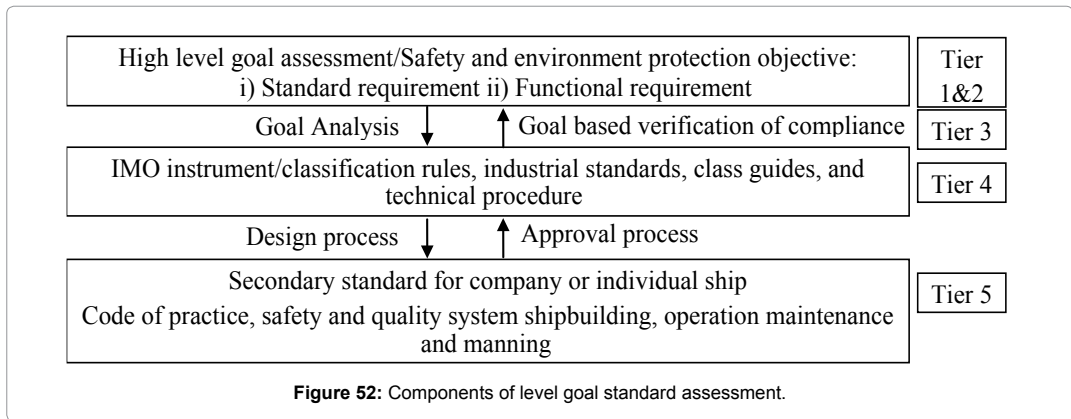 High level goal assessment/Safety and environment protection objective:
i) Standard requirement ii) Functional requirement
Tier
1&2
Goal Analysis
Goal based verification of compliance
Tier 3
IMO instrument/classification rules, industrial standards, class guides, and
technical procedure
Tier 4
Design process
Approval process
Secondary standard for company or individual ship
Code of practice, safety and quality system shipbuilding, operation maintenance
and manning
Tier 5
Figure 52: Components of level goal standard assessment.